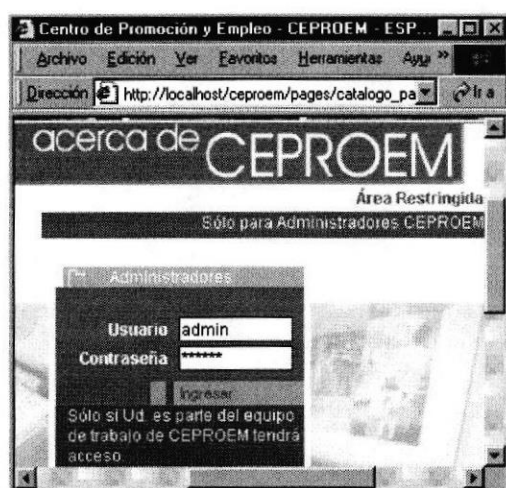 Centro de Promoción y Empleo - CEPROEM - ESP...
Archivo Edición Ver Favoritos Herramientas Ayu »
Dirección http://localhost/ceproem/pages/catalogo_pa Ir a
acerca de CEPROEM
Área Restringida
Sólo para Administradores CEPROEM
Administradores
Usuario admin
Contraseña ******
Ingresar
Sólo si Ud. es parte del equipo
de trabajo de CEPROEM tendrá
acceso.